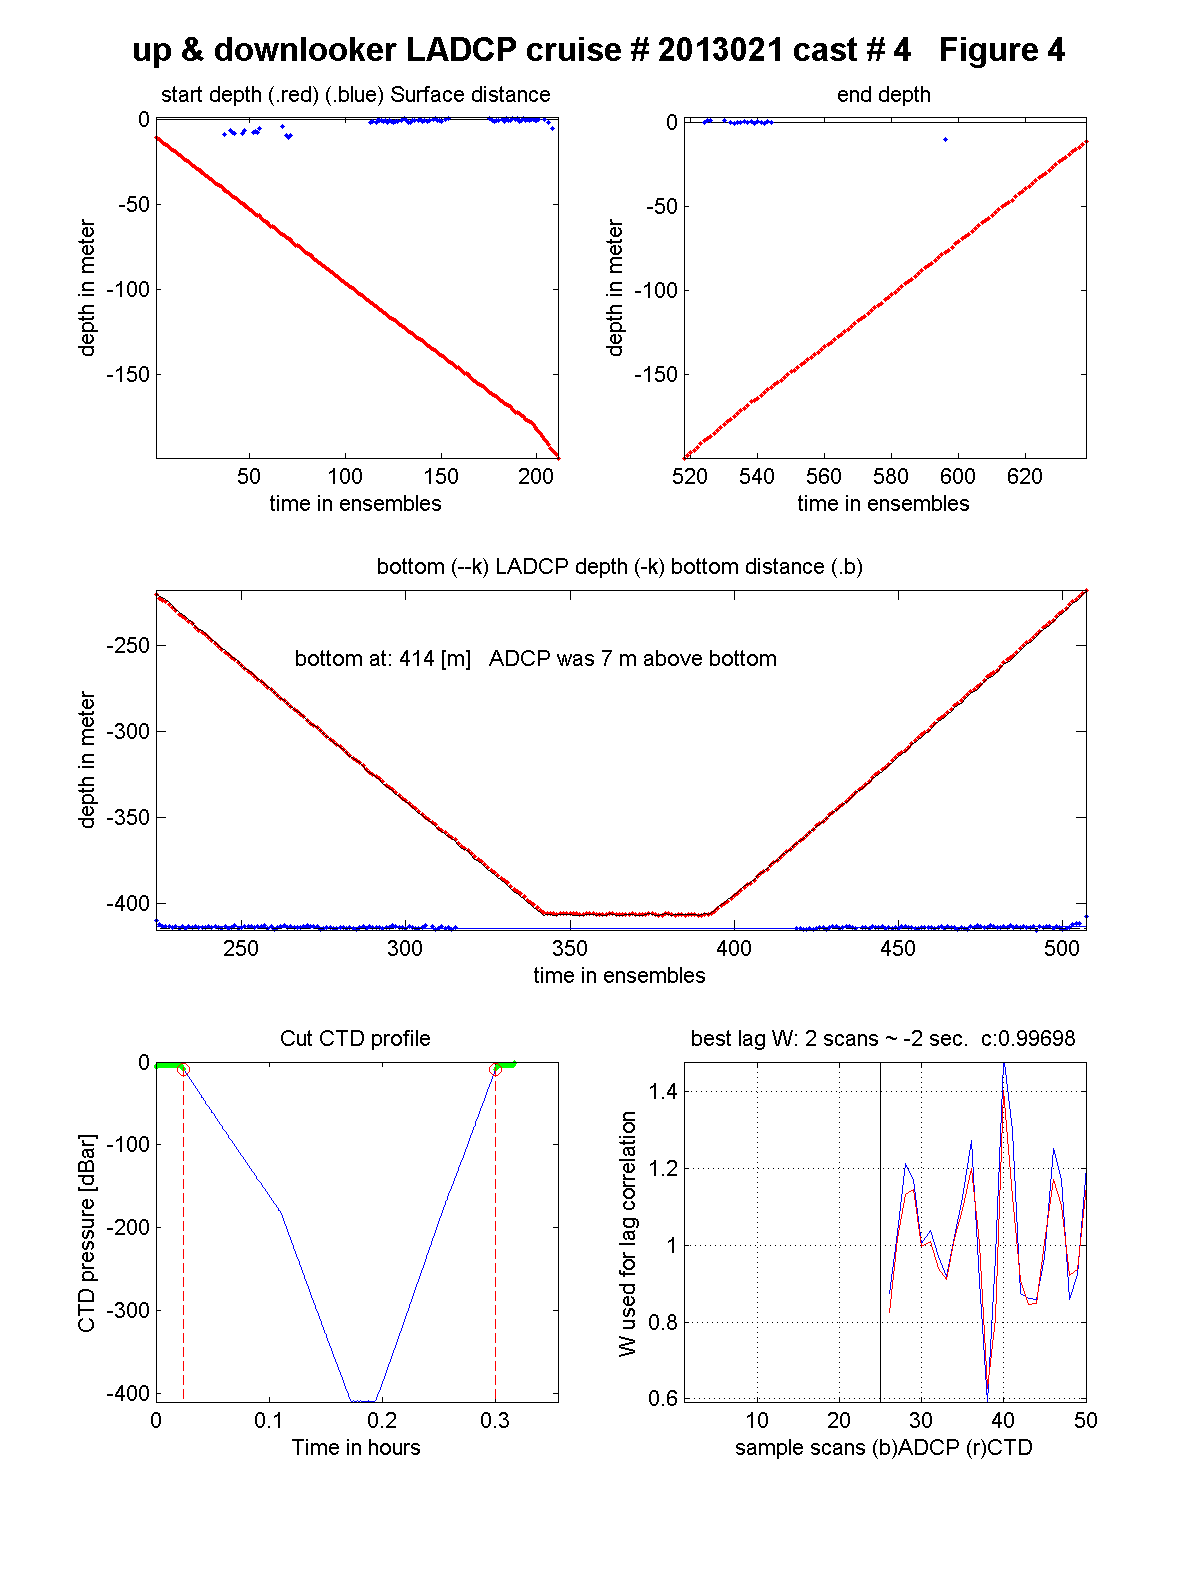 up & downlooker LADCP cruise # 2013021 cast # 4   Figure 4
start depth (.red) (.blue) Surface distance
0
-50
-100
-150
depth in meter
50 100 150 200
time in ensembles
end depth
0
-50
-100
-150
depth in meter
520 540 560 580 600 620
time in ensembles
bottom (--k) LADCP depth (-k) bottom distance (.b)
-250
-300
-350
-400
depth in meter
bottom at: 414 [m]   ADCP was 7 m above bottom
250 300 350 400 450 500
time in ensembles
Cut CTD profile
0
-100
-200
-300
-400
CTD pressure [dBar]
0 0.1 0.2 0.3
Time in hours
best lag W: 2 scans ~ -2 sec.  c:0.99698
1.4
1.2
1
0.8
0.6
W used for lag correlation
10 20 30 40 50
sample scans (b)ADCP (r)CTD